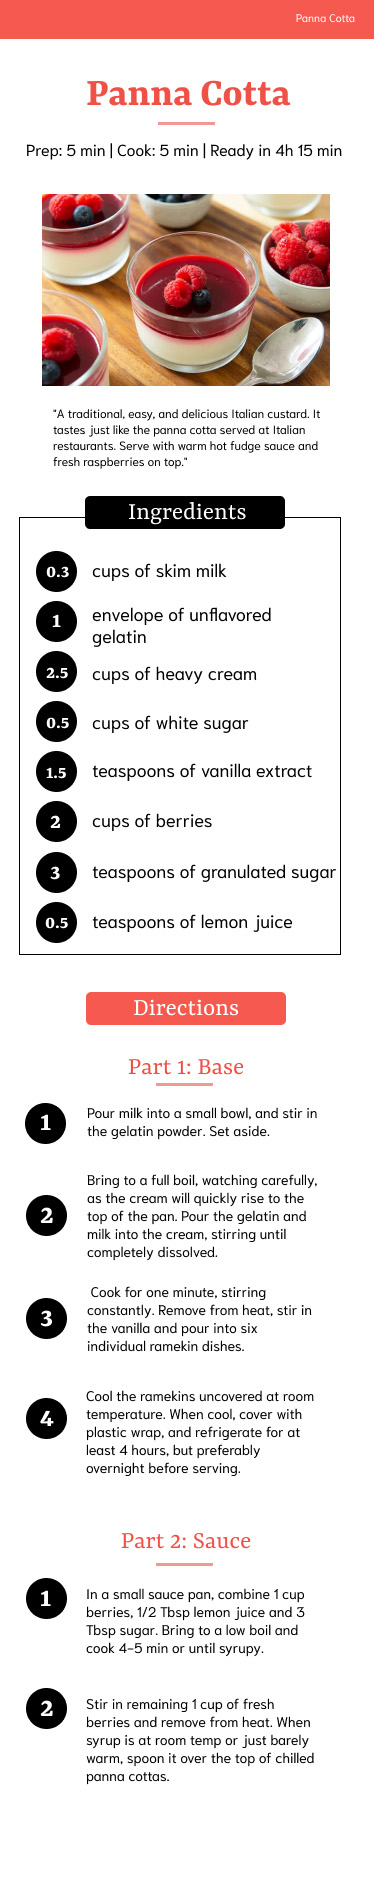 Panna Cotta
Panna Cotta
Prep: 5 min | Cook: 5 min | Ready in 4h 15 min
"A traditional, easy, and delicious Italian custard. It
tastes just like the panna cotta served at Italian
restaurants. Serve with warm hot fudge sauce and
fresh raspberries on top."
Ingredients
0.3 cups of skim milk
1 envelope of unflavored
gelatin
2.5 cups of heavy cream
0.5 cups of white sugar
1.5 teaspoons of vanilla extract
2 cups of berries
3 teaspoons of granulated sugar
0.5 teaspoons of lemon juice
Directions
Part 1: Base
1 Pour milk into a small bowl, and stir in
the gelatin powder. Set aside.
2 Bring to a full boil, watching carefully,
as the cream will quickly rise to the
top of the pan. Pour the gelatin and
milk into the cream, stirring until
completely dissolved.
3 Cook for one minute, stirring
constantly. Remove from heat, stir in
the vanilla and pour into six
individual ramekin dishes.
4 Cool the ramekins uncovered at room
temperature. When cool, cover with
plastic wrap, and refrigerate for at
least 4 hours, but preferably
overnight before serving.
Part 2: Sauce
1 In a small sauce pan, combine 1 cup
berries, 1/2 Tbsp lemon juice and 3
Tbsp sugar. Bring to a low boil and
cook 4-5 min or until syrupy.
2 Stir in remaining 1 cup of fresh
berries and remove from heat. When
syrup is at room temp or just barely
warm, spoon it over the top of chilled
panna cottas.